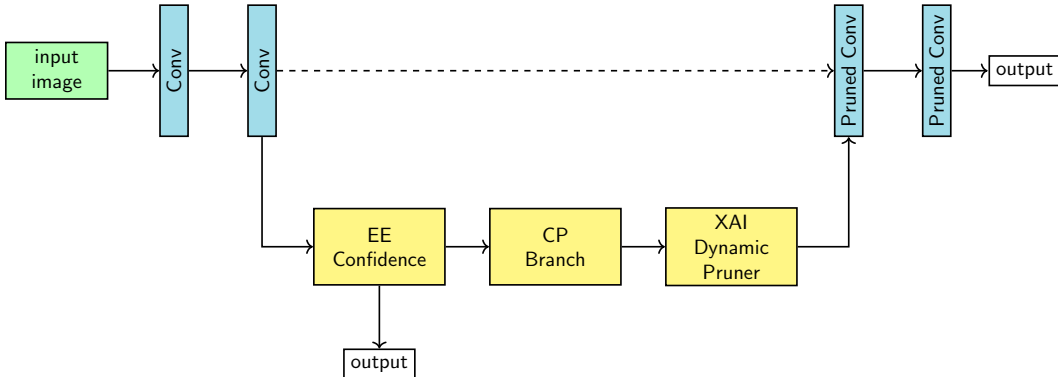 input
image
Conv
Conv
Pruned Conv
Pruned Conv
output
EE
Confidence
CP
Branch
XAI
Dynamic
Pruner
output